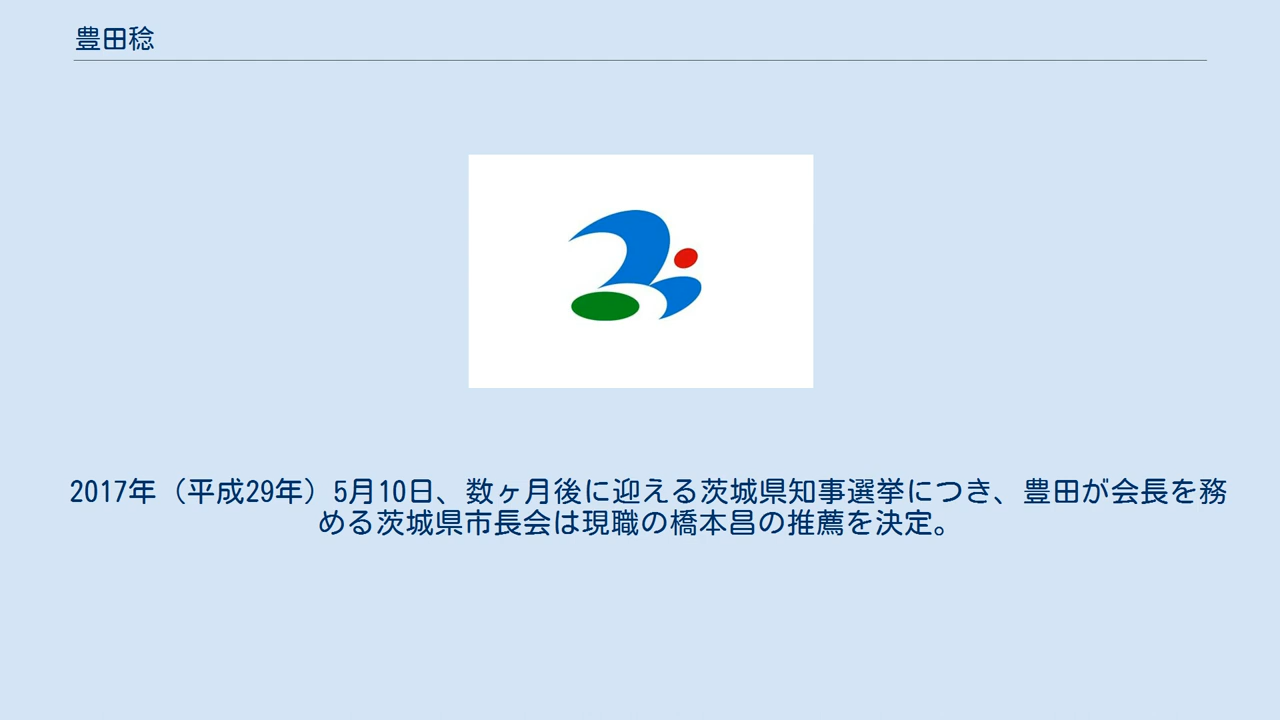 豊田稔
2017年（平成29年）5月10日、数ヶ月後に迎える茨城県知事選挙につき、豊田が会長を務
める茨城県市長会は現職の橋本昌の推薦を決定。